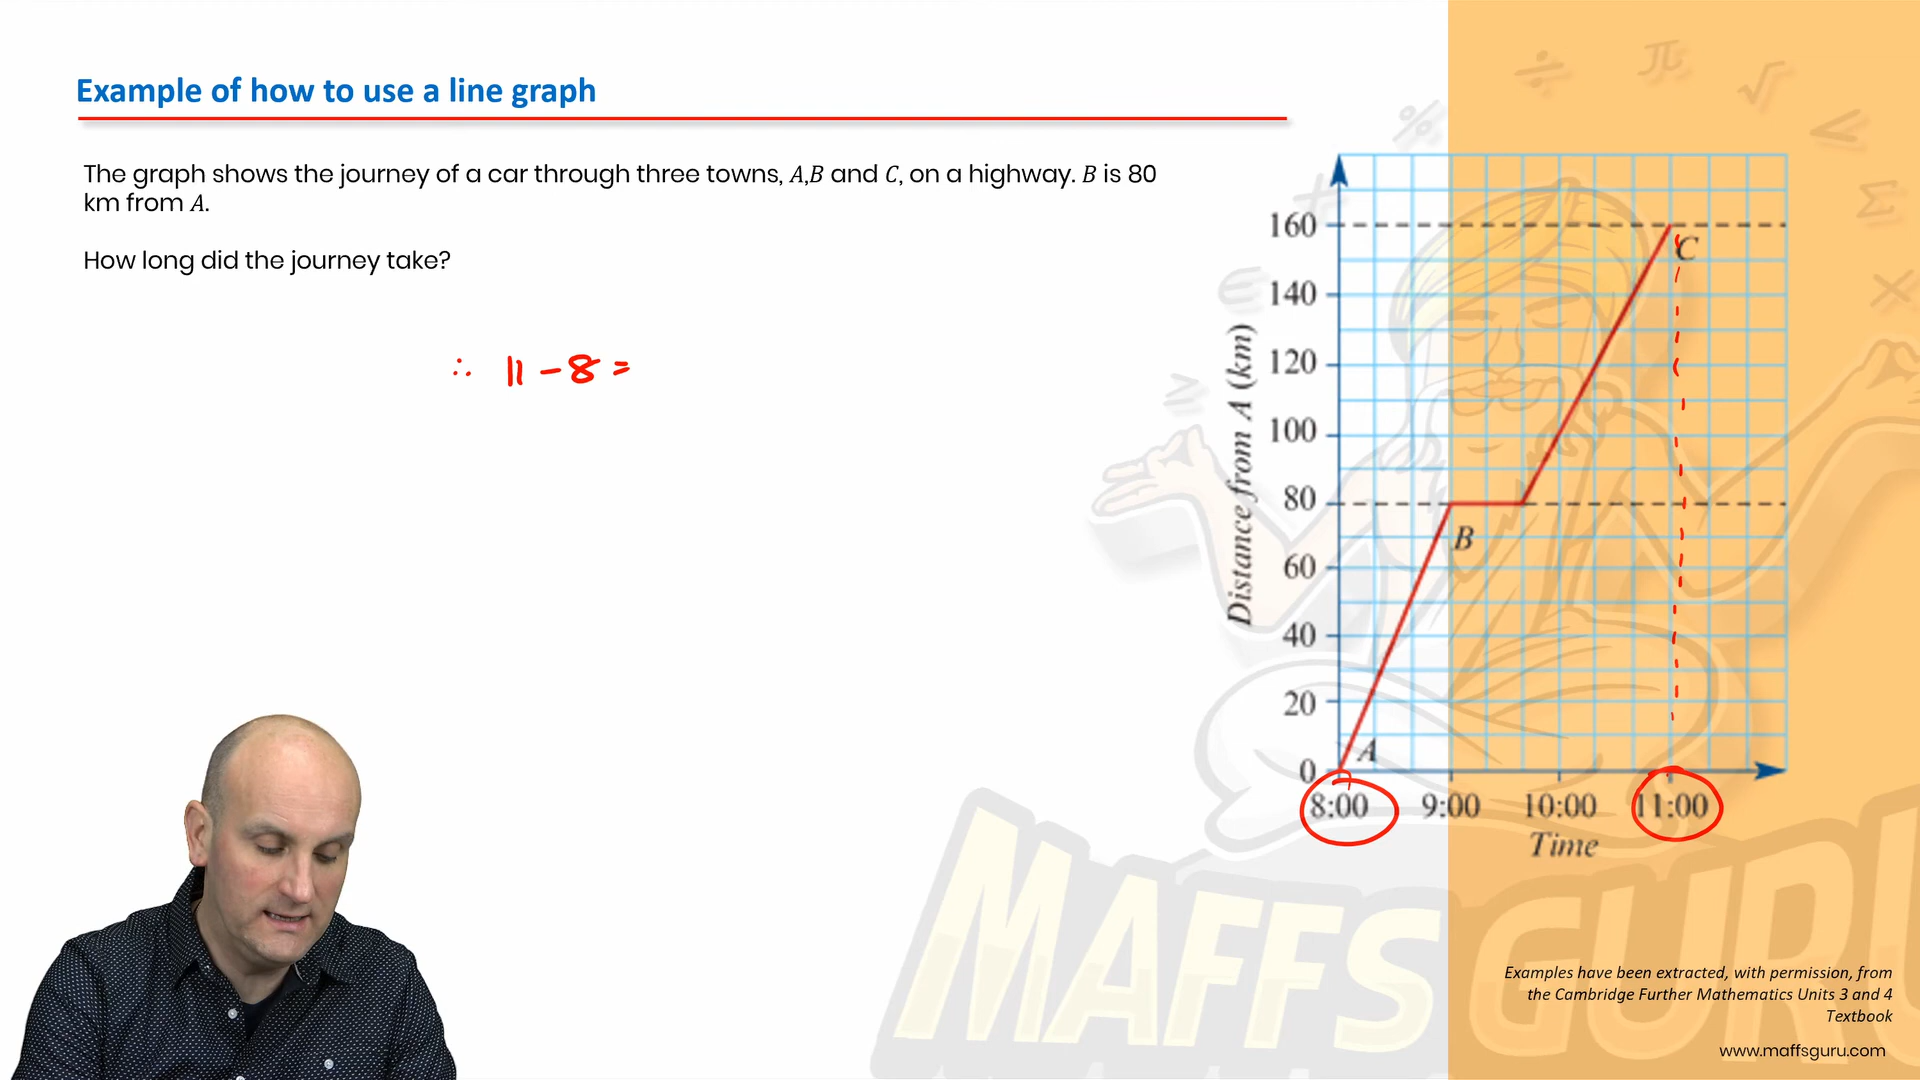 Example of how to use a line graph
The graph shows the journey of a car through three towns, A,B and C, on a highway. B is 80
km from A.
How long did the journey take?
∴ 11 - 8 =
Distance from A (km)
160
140
120
100
80
60
40
20
0
A
B
C
8:00 9:00 10:00 11:00
Time
MAFFSGURU
Examples have been extracted, with permission, from
the Cambridge Further Mathematics Units 3 and 4
Textbook
www.maffsguru.com